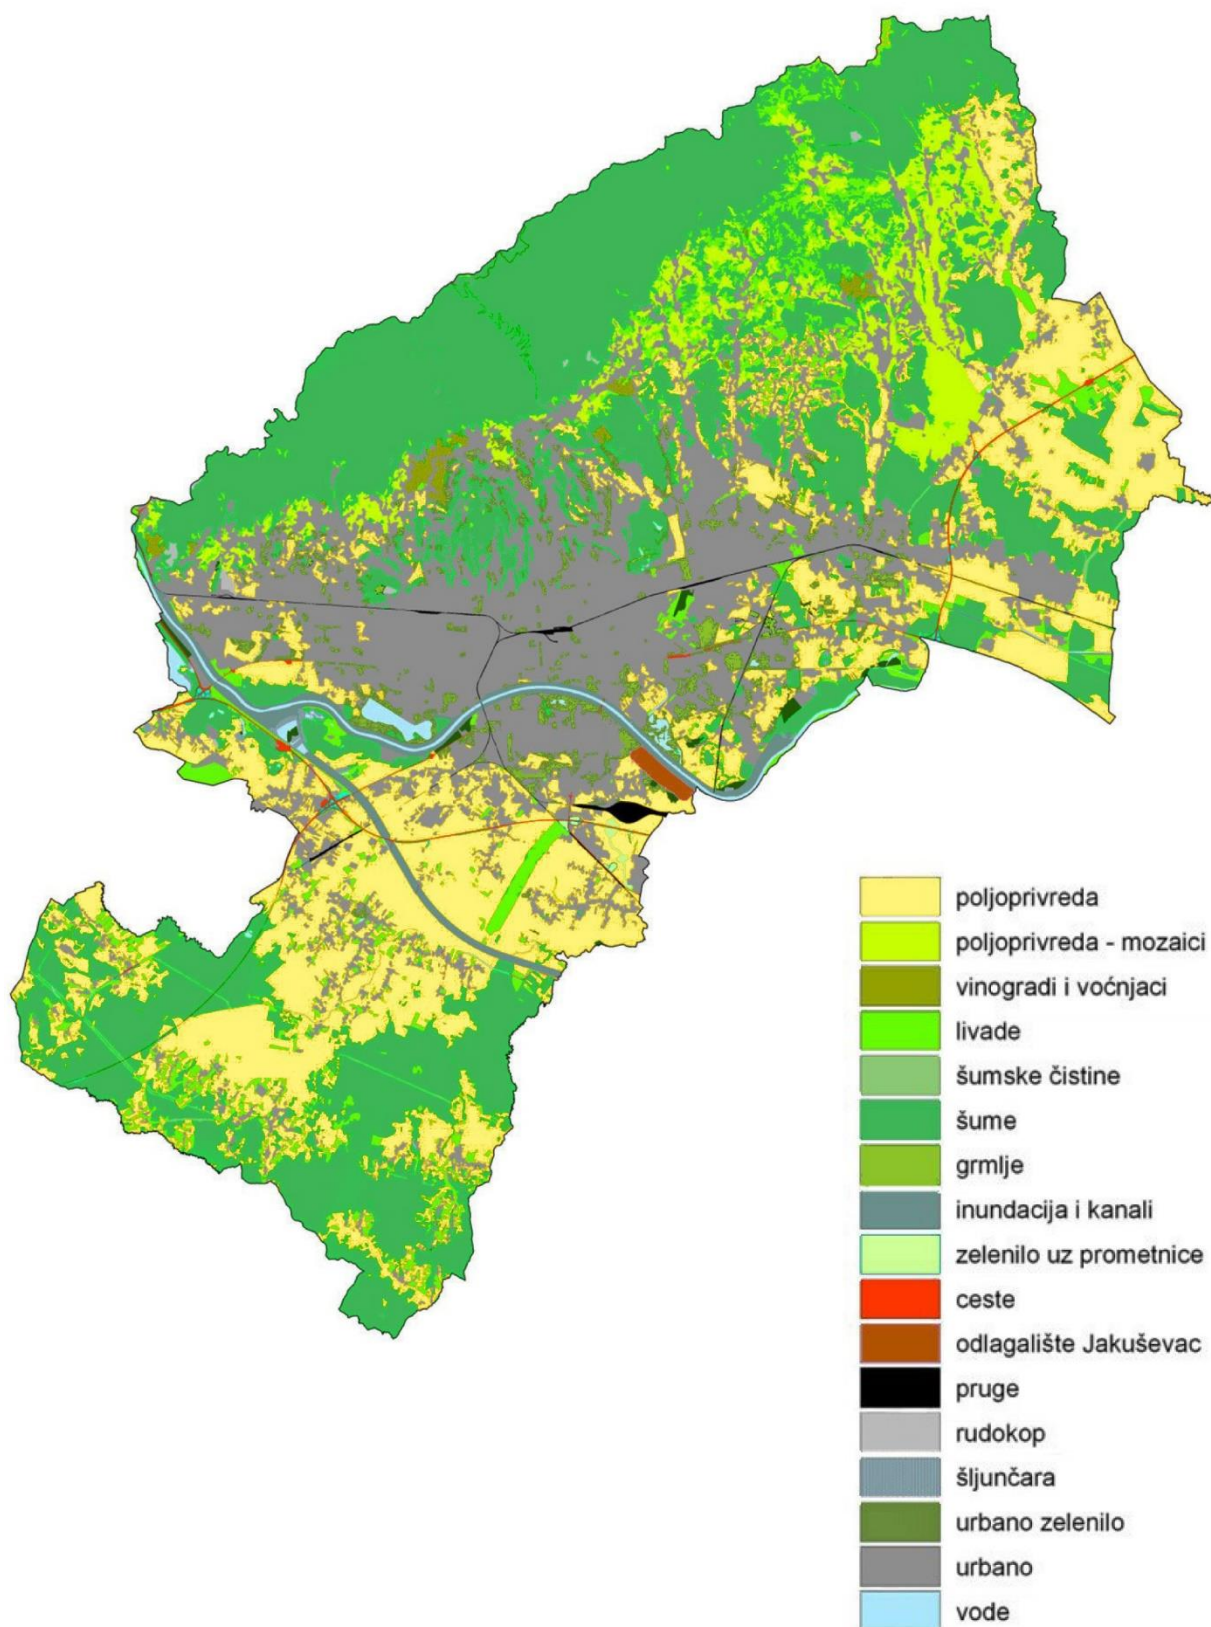 poljoprivreda
poljoprivreda - mozaici
vinogradi i voćnjaci
livade
šumske čistine
šume
grmlje
inundacija i kanali
zelenilo uz prometnice
ceste
odlagalište Jakuševac
pruge
rudokop
šljunčara
urbano zelenilo
urbano
vode